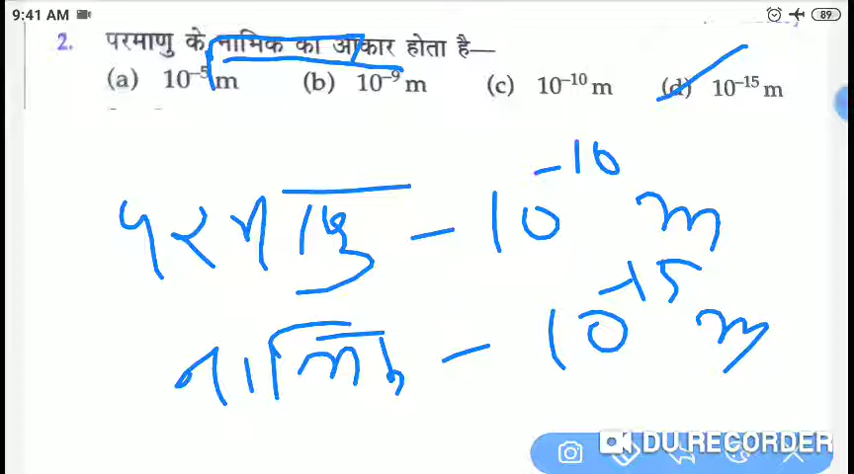 9:41 AM 89
2. परमाणु के नाभिक का आकार होता है—
(a) 10⁻⁵ m (b) 10⁻⁹ m (c) 10⁻¹⁰ m (d) 10⁻¹⁵ m
परमाणु – 10⁻¹⁰ m
नाभिक – 10⁻¹⁵ m
DU RECORDER